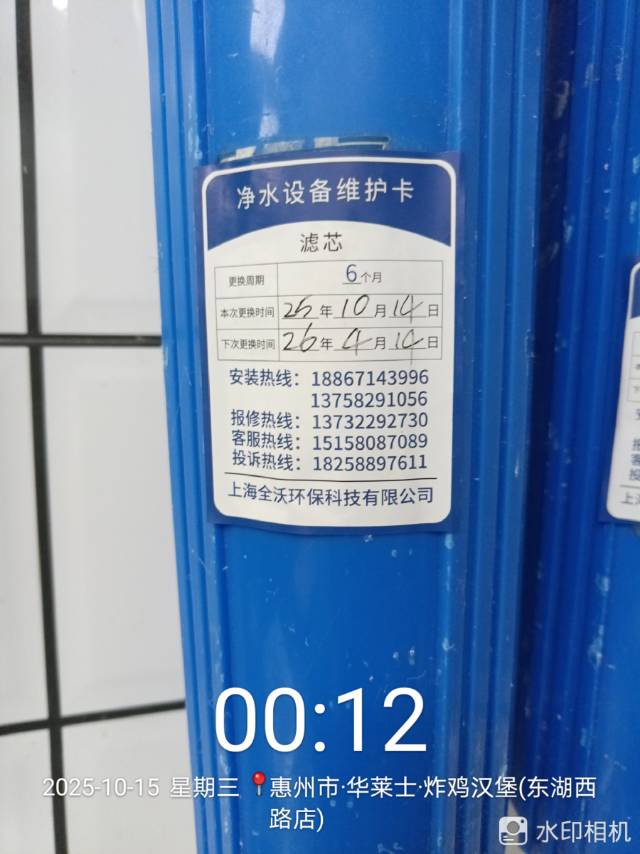 净水设备维护卡
滤芯
更换周期 6个月
本次更换时间 25年10月14日
下次更换时间 26年4月14日
安装热线：18867143996
13758291056
报修热线：13732292730
客服热线：15158087089
投诉热线：18258897611
上海全沃环保科技有限公司
00:12
2025-10-15 星期三 📍惠州市·华莱士·炸鸡汉堡(东湖西
路店)
水印相机